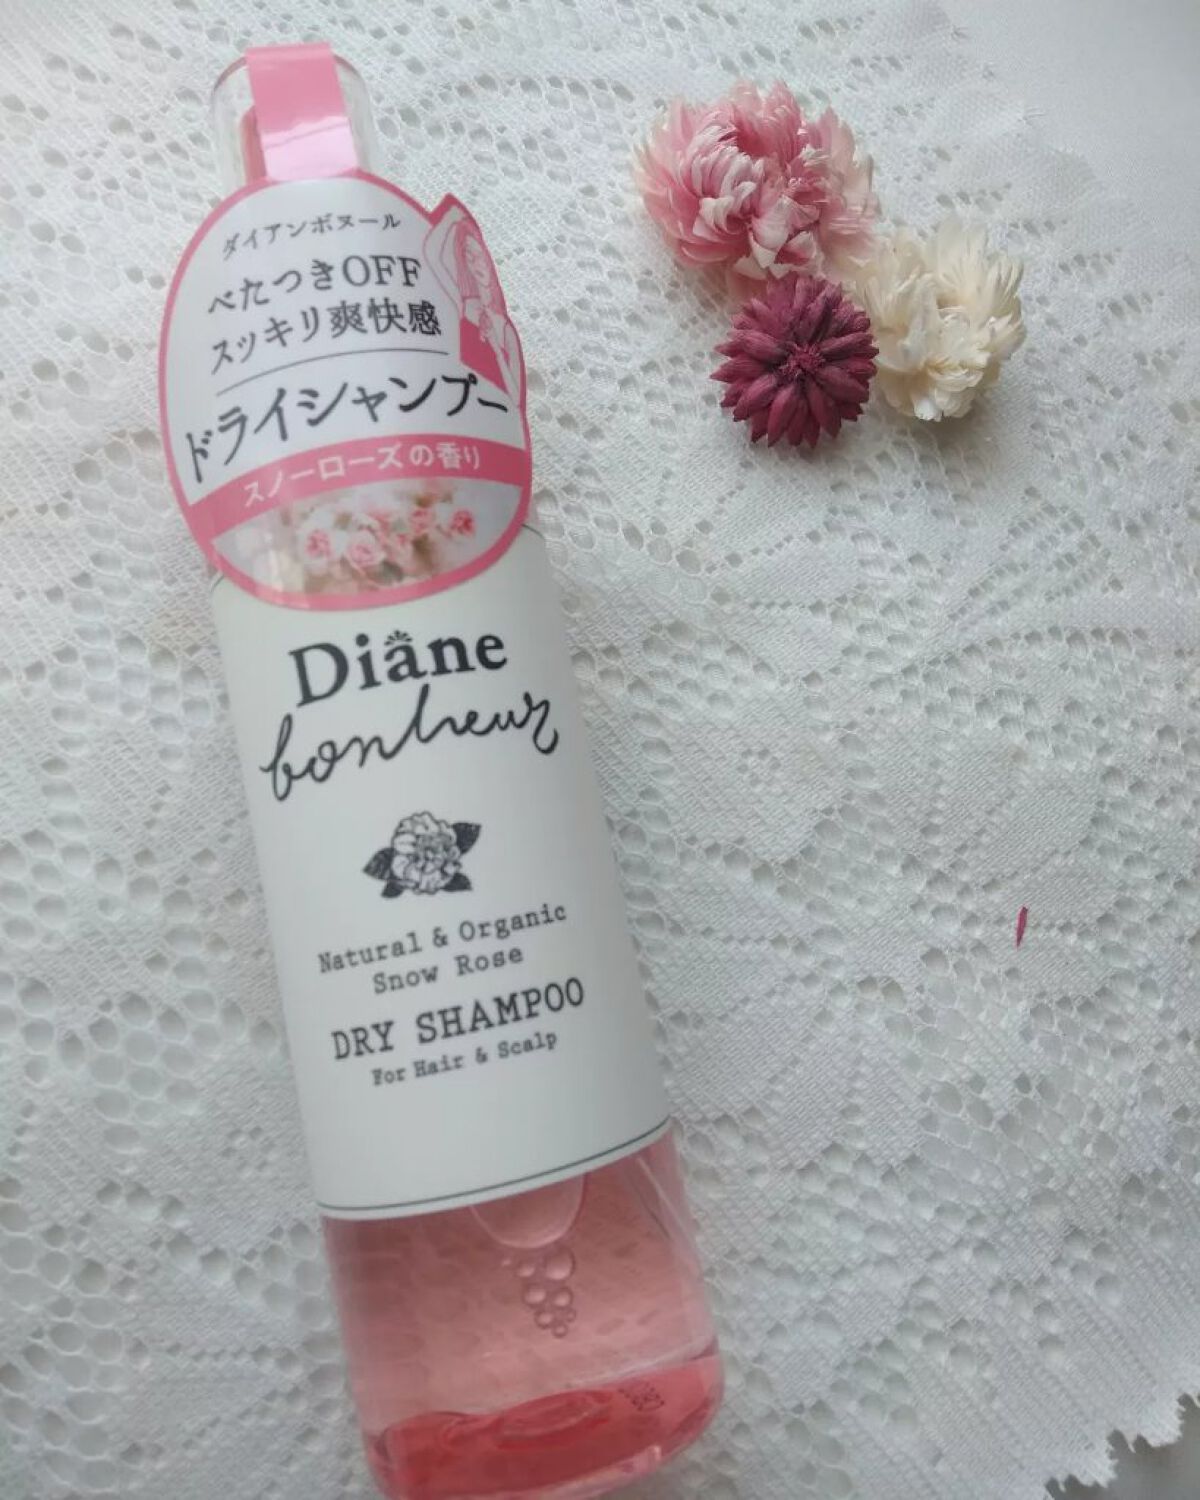 ダイアンボヌール
べたつきOFF
スッキリ爽快感
ドライシャンプー
スノーローズの香り
Diane
bonheur
Natural & Organic
Snow Rose
DRY SHAMPOO
For Hair & Scalp